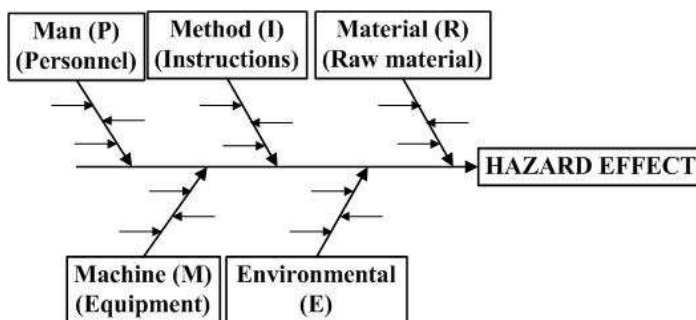 Man (P)
(Personnel)
Method (I)
(Instructions)
Material (R)
(Raw material)
HAZARD EFFECT
Machine (M)
(Equipment)
Environmental
(E)